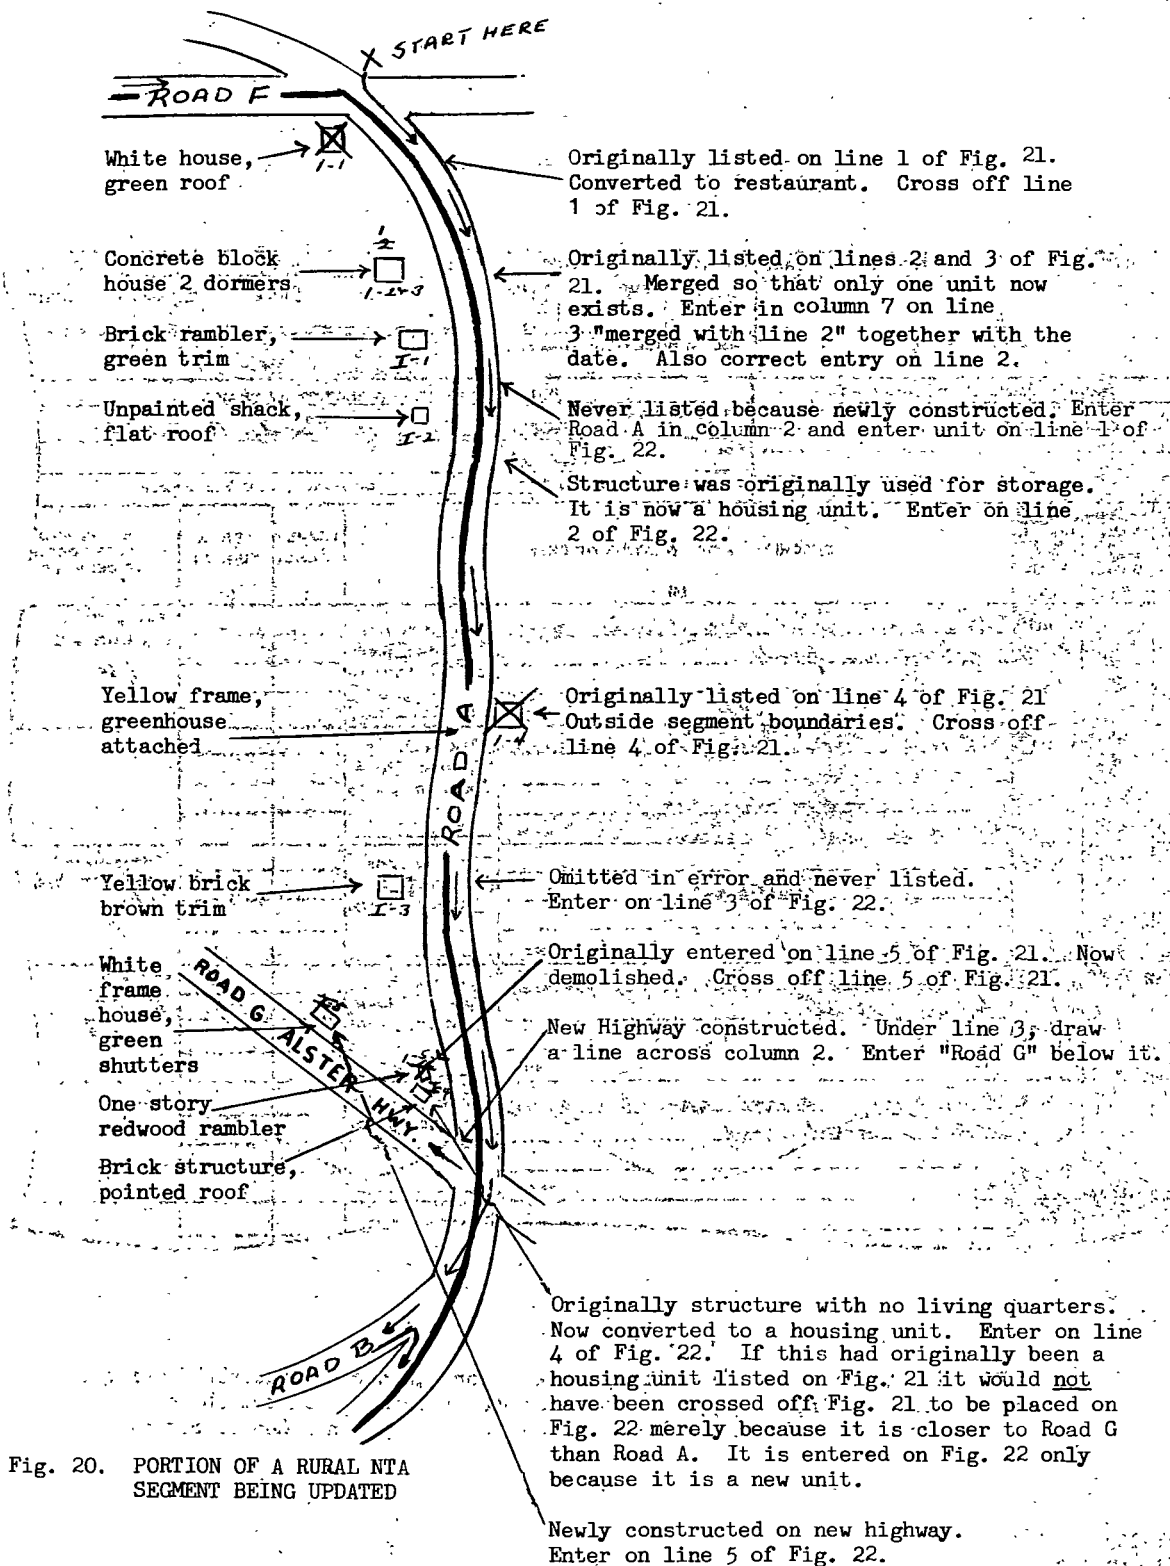 X START HERE
ROAD F
White house,
green roof
1-1
Originally listed on line 1 of Fig. 21.
Converted to restaurant. Cross off line
1 of Fig. 21.
Concrete block
house 2 dormers
1
2
1-2+3
Originally listed on lines 2 and 3 of Fig.
21. Merged so that only one unit now
exists. Enter in column 7 on line
3 "merged with line 2" together with the
date. Also correct entry on line 2.
Brick rambler,
green trim
I-1
Unpainted shack,
flat roof
I-2
Never listed because newly constructed. Enter
Road A in column 2 and enter unit on line 1 of
Fig. 22.
Structure was originally used for storage.
It is now a housing unit. Enter on line
2 of Fig. 22.
Yellow frame,
greenhouse
attached
ROAD A
1-4
Originally listed on line 4 of Fig. 21
Outside segment boundaries. Cross off
line 4 of Fig. 21.
Yellow brick
brown trim
I-3
Omitted in error and never listed.
Enter on line 3 of Fig. 22.
White
frame
house,
green
shutters
ROAD G ALSTER HWY.
Originally entered on line 5 of Fig. 21. Now
demolished. Cross off line 5 of Fig. 21.
New Highway constructed. Under line 3, draw
a line across column 2. Enter "Road G" below it.
One story
redwood rambler
Brick structure,
pointed roof
ROAD B
Originally structure with no living quarters.
Now converted to a housing unit. Enter on line
4 of Fig. 22. If this had originally been a
housing unit listed on Fig. 21 it would not
have been crossed off Fig. 21 to be placed on
Fig. 22 merely because it is closer to Road G
than Road A. It is entered on Fig. 22 only
because it is a new unit.
Fig. 20. PORTION OF A RURAL NTA
SEGMENT BEING UPDATED
Newly constructed on new highway.
Enter on line 5 of Fig. 22.